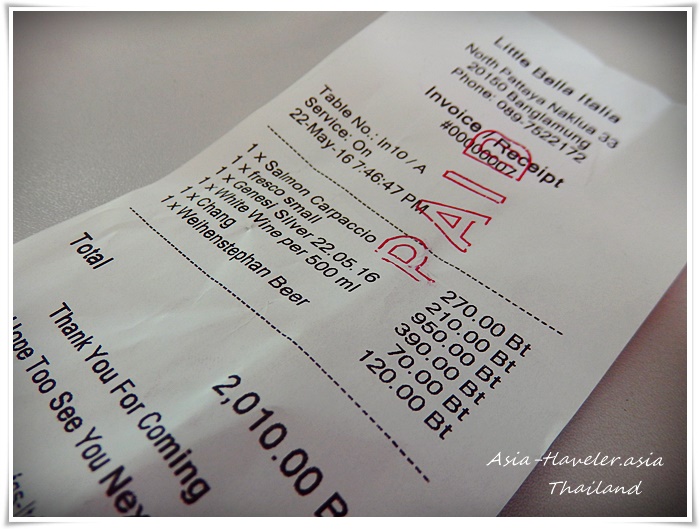 Little Bella italia
North Pattaya Naklua 33
20150 Banglamung
Phone: 089-7522172
Invoice / Receipt
#00000007
PAID
Table No.: In10 / A
Service: On
22-May-16 7:46:47 PM
1 x Salmon Carpaccio 270.00 Bt
1 x fresco small 210.00 Bt
1 x Genesi Silver 22.05.16 950.00 Bt
1 x White Wine per 500 ml 390.00 Bt
1 x Chang 70.00 Bt
1 x Weihenstephan Beer 120.00 Bt
Total 2,010.00 B
Thank You For Coming
Hope Too See You Nex
Asia-Haveler.asia
Thailand